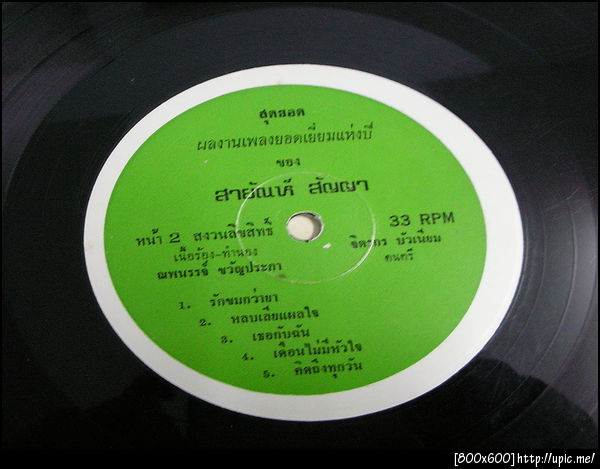 สุดยอด
ผลงานเพลงยอดเยี่ยมแห่งปี
ของ
สายัณห์ สัญญา
หน้า 2 สงวนลิขสิทธิ์
33 RPM
เนื้อร้อง-ทำนอง
ณพนรรจ์ ขวัญประภา
จิตรกร บัวเนียม
ดนตรี
1. รักขมกว่ายา
2. หลบเลียแผลใจ
3. เธอกับฉัน
4. เดือนไม่มีหัวใจ
5. คิดถึงทุกวัน
[800x600]http://upic.me/